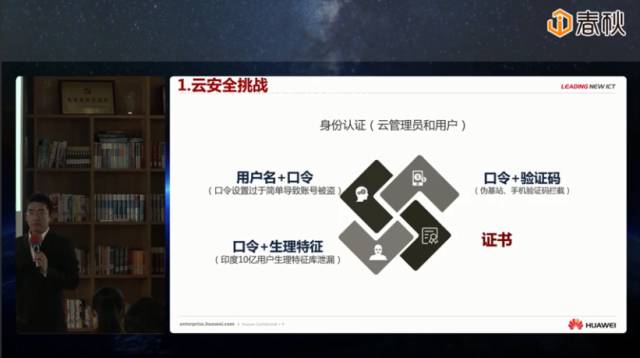 春秋
1.云安全挑战
LEADING NEW ICT
身份认证（云管理员和用户）
用户名+口令
（口令设置过于简单导致账号被盗）
口令+验证码
（伪基站、手机验证码拦截）
口令+生理特征
（印度10亿用户生理特征库泄漏）
证书
enterprise.huawei.com
HUAWEI